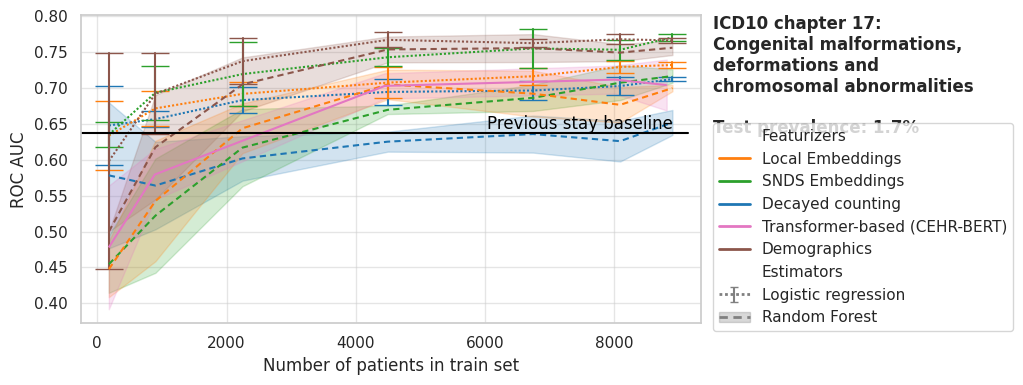 0.80
0.75
0.70
0.65
0.60
0.55
0.50
0.45
0.40
ROC AUC
0
2000
4000
6000
8000
Number of patients in train set
Previous stay baseline
ICD10 chapter 17:
Congenital malformations,
deformations and
chromosomal abnormalities
Test prevalence: 1.7%
Featurizers
Local Embeddings
SNDS Embeddings
Decayed counting
Transformer-based (CEHR-BERT)
Demographics
Estimators
Logistic regression
Random Forest